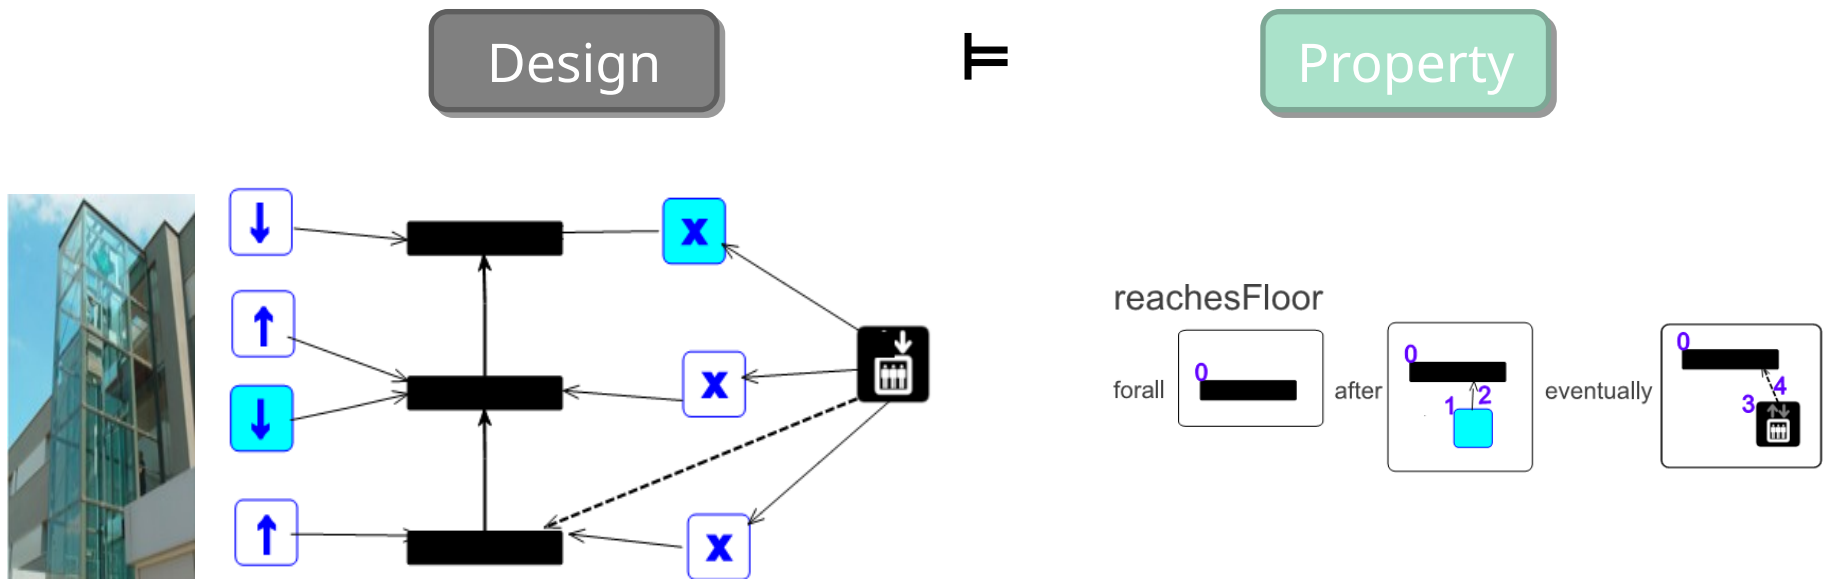 Design
⊨
Property
↓
x
↑
x
↓
↑
x
reachesFloor
forall
0
after
0
1
2
eventually
0
3
4